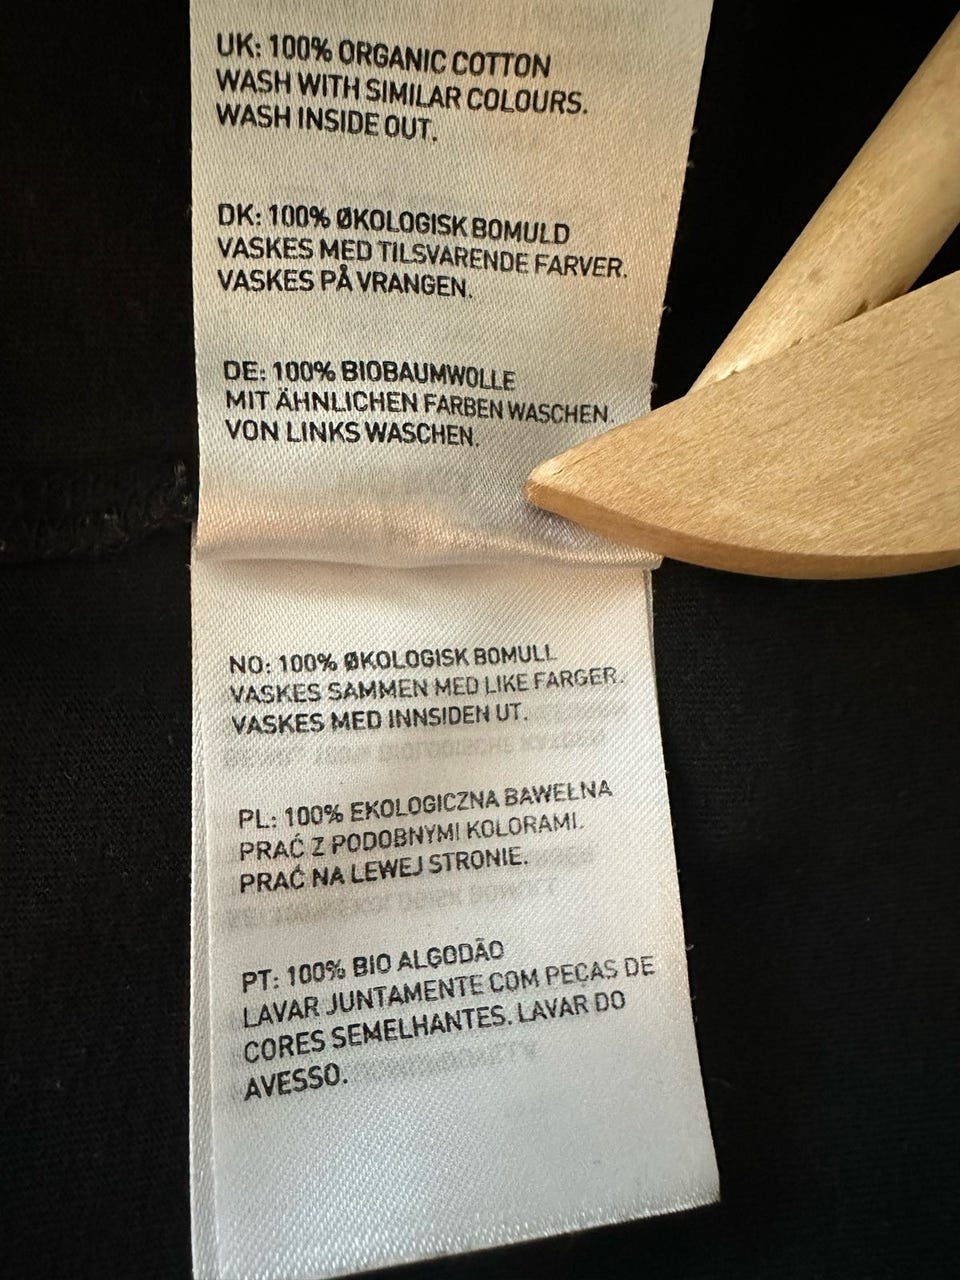 UK: 100% ORGANIC COTTON
WASH WITH SIMILAR COLOURS.
WASH INSIDE OUT.
DK: 100% ØKOLOGISK BOMULD
VASKES MED TILSVARENDE FARVER.
VASKES PÅ VRANGEN.
DE: 100% BIOBAUMWOLLE
MIT ÄHNLICHEN FARBEN WASCHEN.
VON LINKS WASCHEN.
NO: 100% ØKOLOGISK BOMULL
VASKES SAMMEN MED LIKE FARGER.
VASKES MED INNSIDEN UT.
PL: 100% EKOLOGICZNA BAWEŁNA
PRAĆ Z PODOBNYMI KOLORAMI.
PRAĆ NA LEWEJ STRONIE.
PT: 100% BIO ALGODÃO
LAVAR JUNTAMENTE COM PEÇAS DE
CORES SEMELHANTES. LAVAR DO
AVESSO.